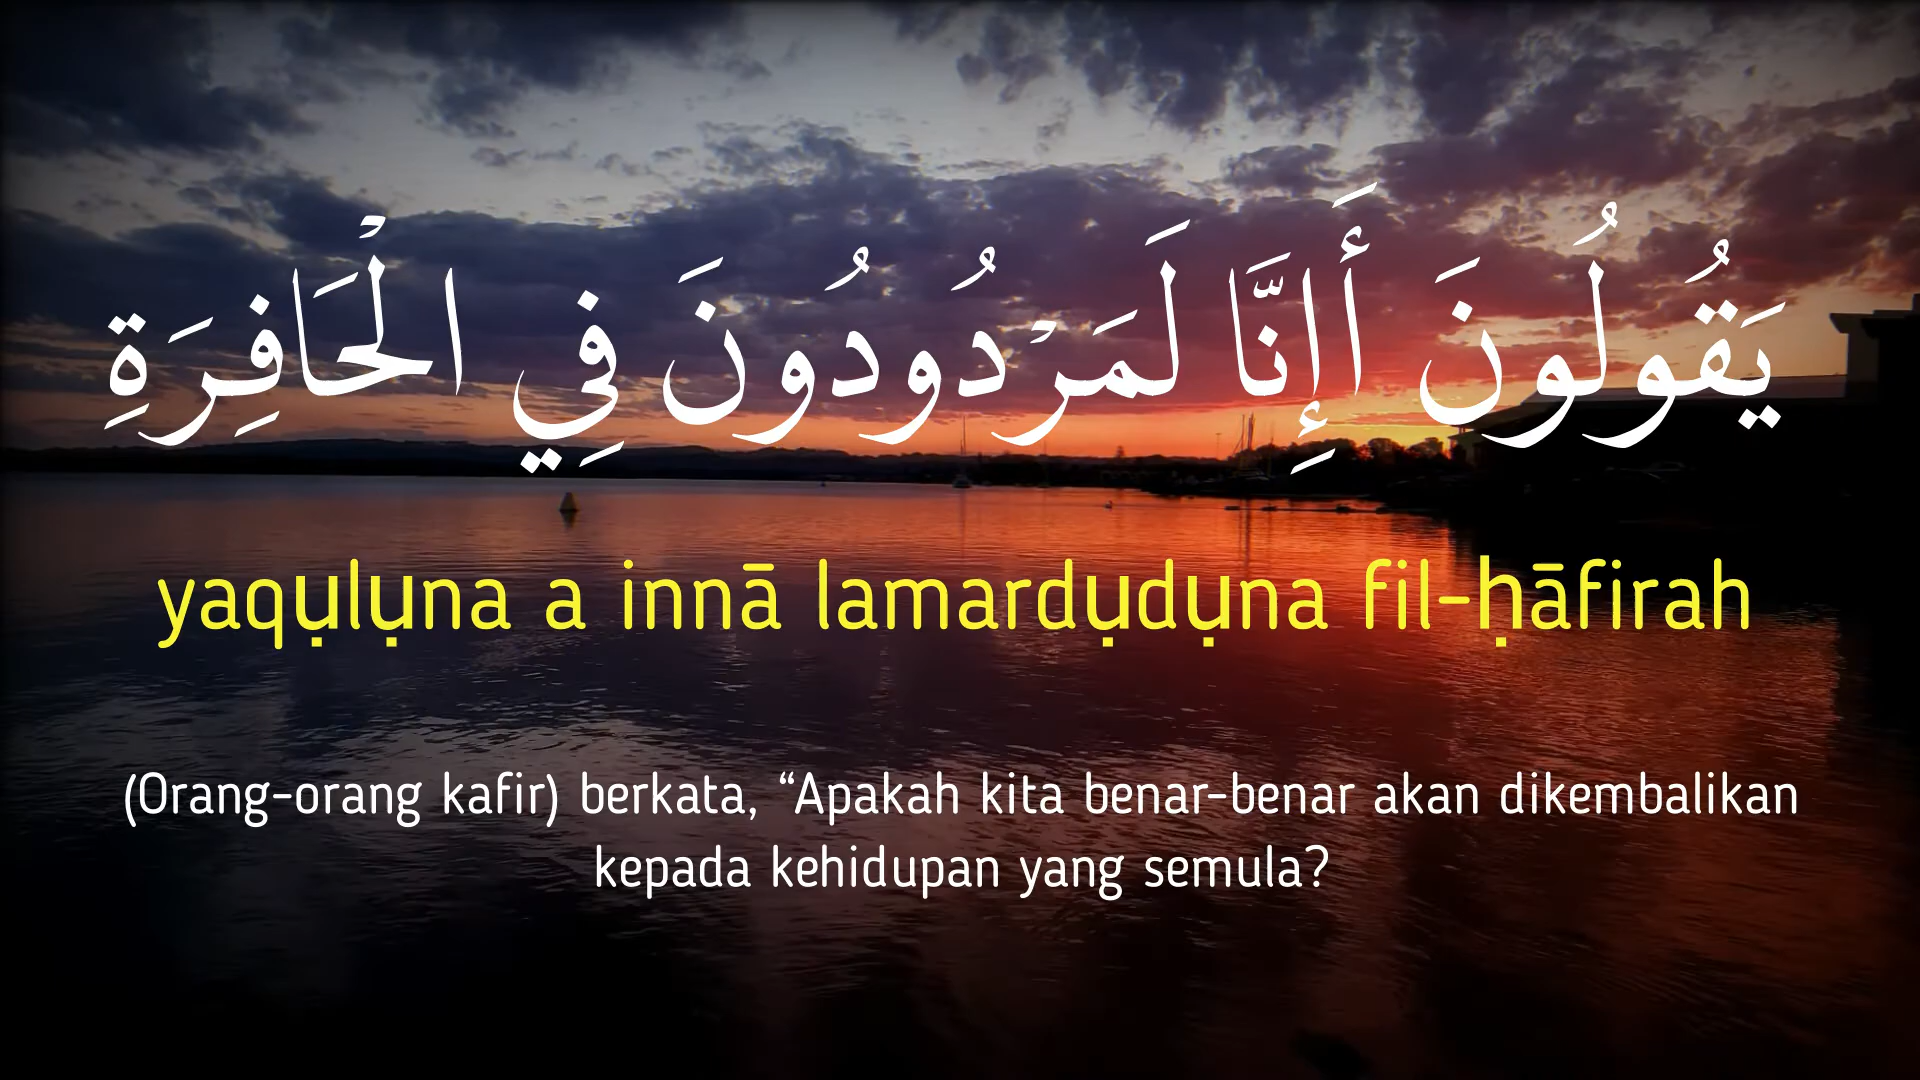 يَقُولُونَ أَإِنَّا لَمَرْدُودُونَ فِي الْحَافِرَةِ
yaqụlụna a innā lamardụdụna fil-ḥāfirah
(Orang-orang kafir) berkata, “Apakah kita benar-benar akan dikembalikan
kepada kehidupan yang semula?